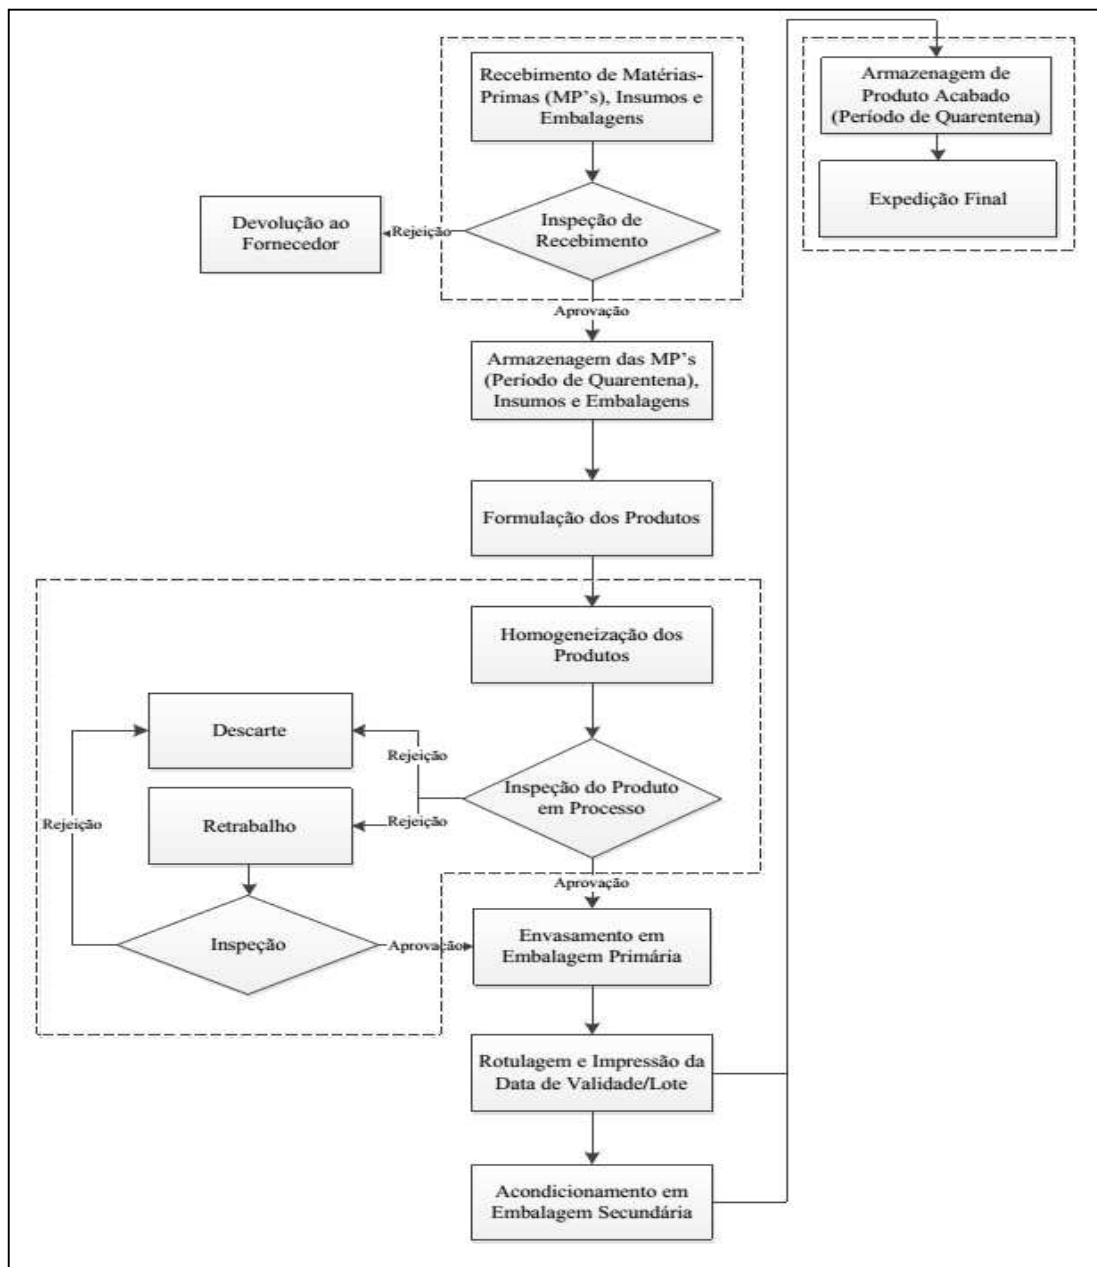 Recebimento de Matérias-
Primas (MP's), Insumos e
Embalagens
Inspeção de
Recebimento
Rejeição
Devolução ao
Fornecedor
Aprovação
Armazenagem das MP's
(Período de Quarentena),
Insumos e Embalagens
Formulação dos Produtos
Homogeneização dos
Produtos
Inspeção do Produto
em Processo
Rejeição
Descarte
Rejeição
Retrabalho
Rejeição
Inspeção
Aprovação
Aprovação
Envasamento em
Embalagem Primária
Rotulagem e Impressão da
Data de Validade/Lote
Acondicionamento em
Embalagem Secundária
Armazenagem de
Produto Acabado
(Período de Quarentena)
Expedição Final